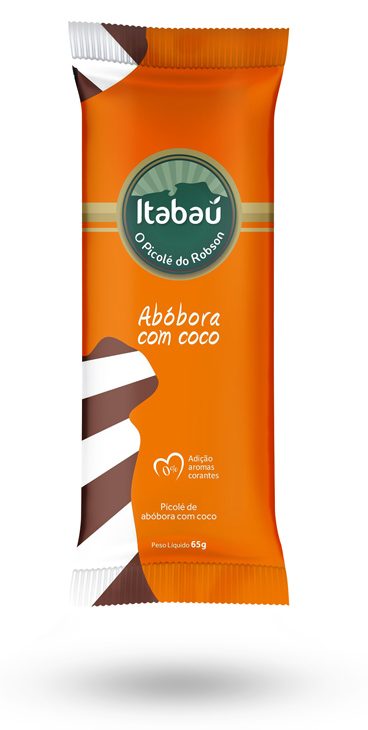 Itabaú
O Picolé do Robson
Abóbora
com coco
0%
Adição
aromas
corantes
Picolé de
abóbora com coco
Peso Líquido 65g